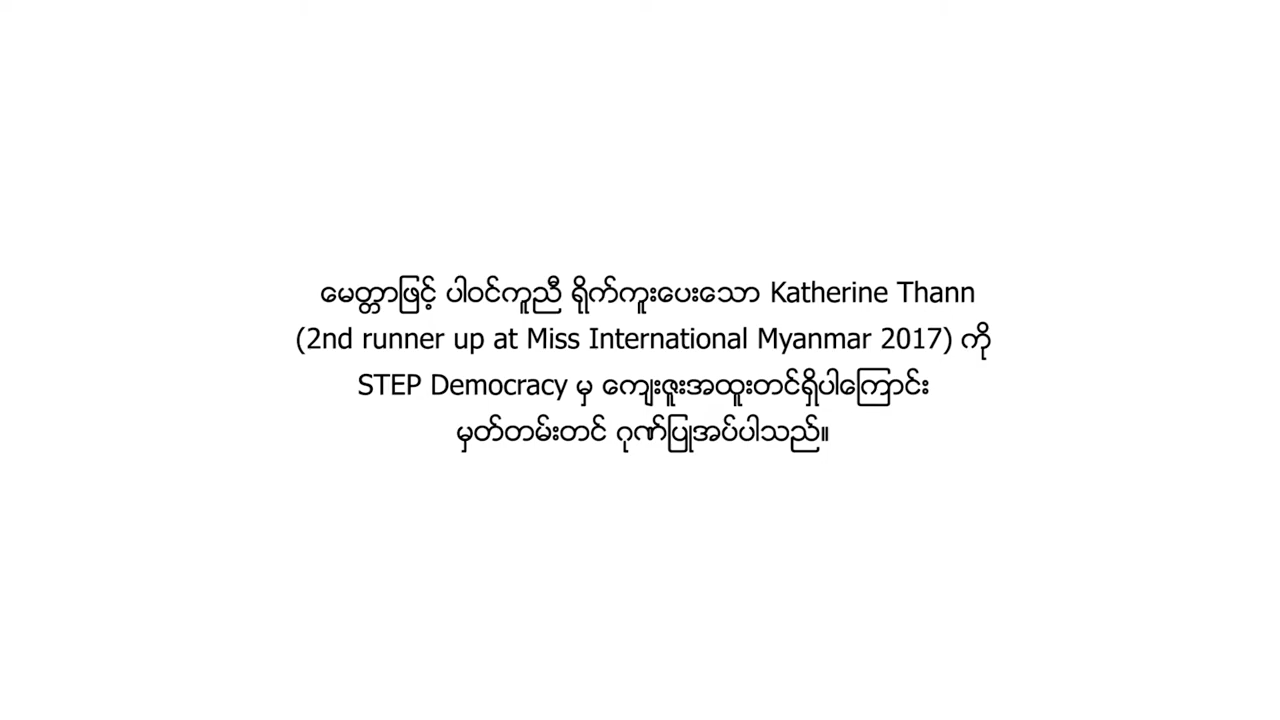 မေတ္တာဖြင့် ပါဝင်ကူညီ ရိုက်ကူးပေးသော Katherine Thann
(2nd runner up at Miss International Myanmar 2017) ကို
STEP Democracy မှ ကျေးဇူးအထူးတင်ရှိပါကြောင်း
မှတ်တမ်းတင် ဂုဏ်ပြုအပ်ပါသည်။